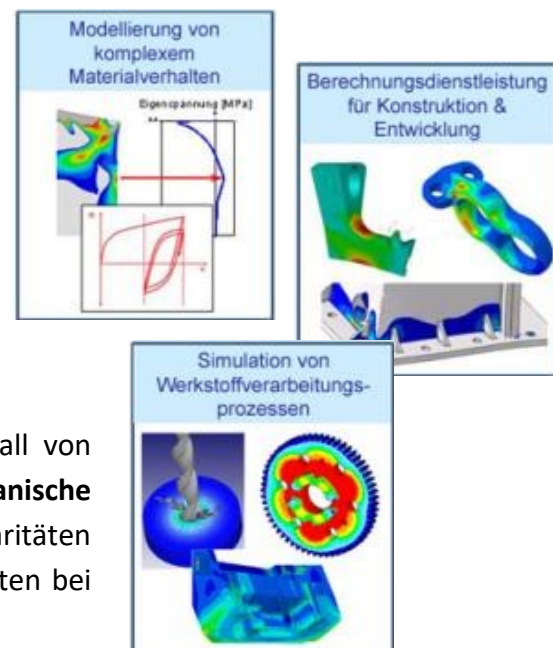 Modellierung von
komplexem
Materialverhalten
Eigenspannung [MPa]
Berechnungsdienstleistung
für Konstruktion &
Entwicklung
Simulation von
Werkstoffverarbeitungs-
prozessen
all von
anische
aritäten
ten bei